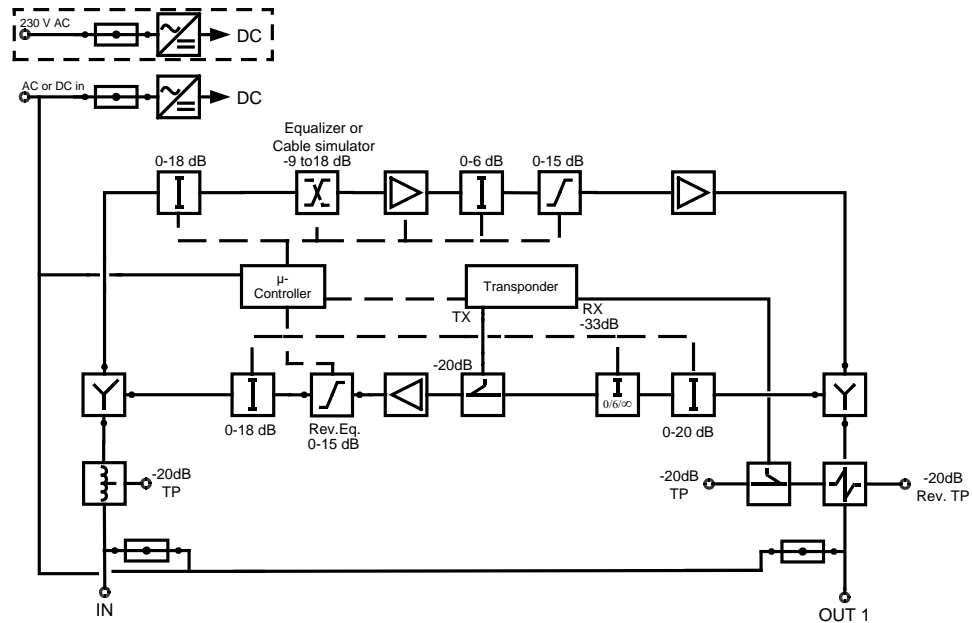 230 V AC
DC
AC or DC in
DC
Equalizer or
Cable simulator
-9 to18 dB
0-18 dB
0-6 dB
0-15 dB
µ-
Controller
Transponder
TX
RX
-33dB
-20dB
0/6/∞
0-18 dB
Rev.Eq.
0-15 dB
0-20 dB
-20dB
TP
-20dB
TP
-20dB
Rev. TP
IN
OUT 1